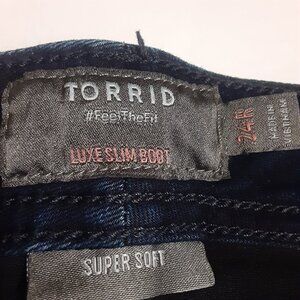 TORRID
#FeelTheFit
LUXE SLIM BOOT
24R
MADE IN
VIETNAM
SUPER SOFT